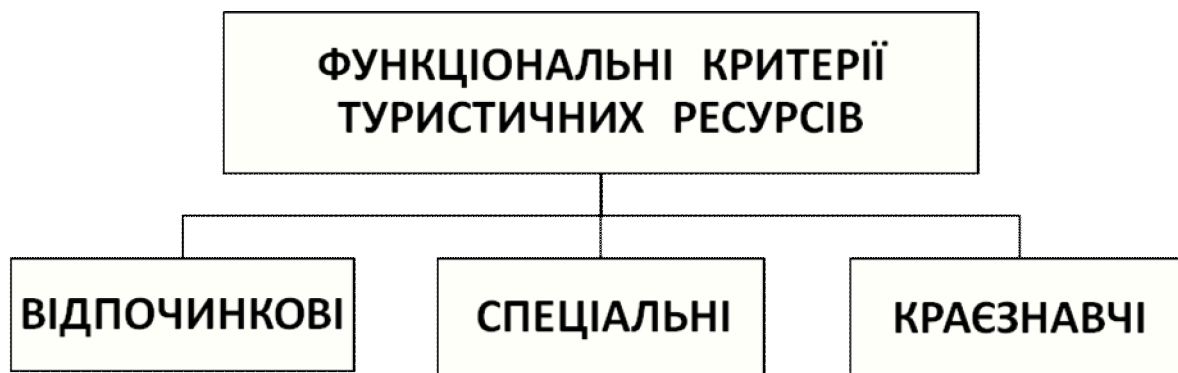 ФУНКЦІОНАЛЬНІ КРИТЕРІЇ
ТУРИСТИЧНИХ РЕСУРСІВ
ВІДПОЧИНКОВІ
СПЕЦІАЛЬНІ
КРАЄЗНАВЧІ